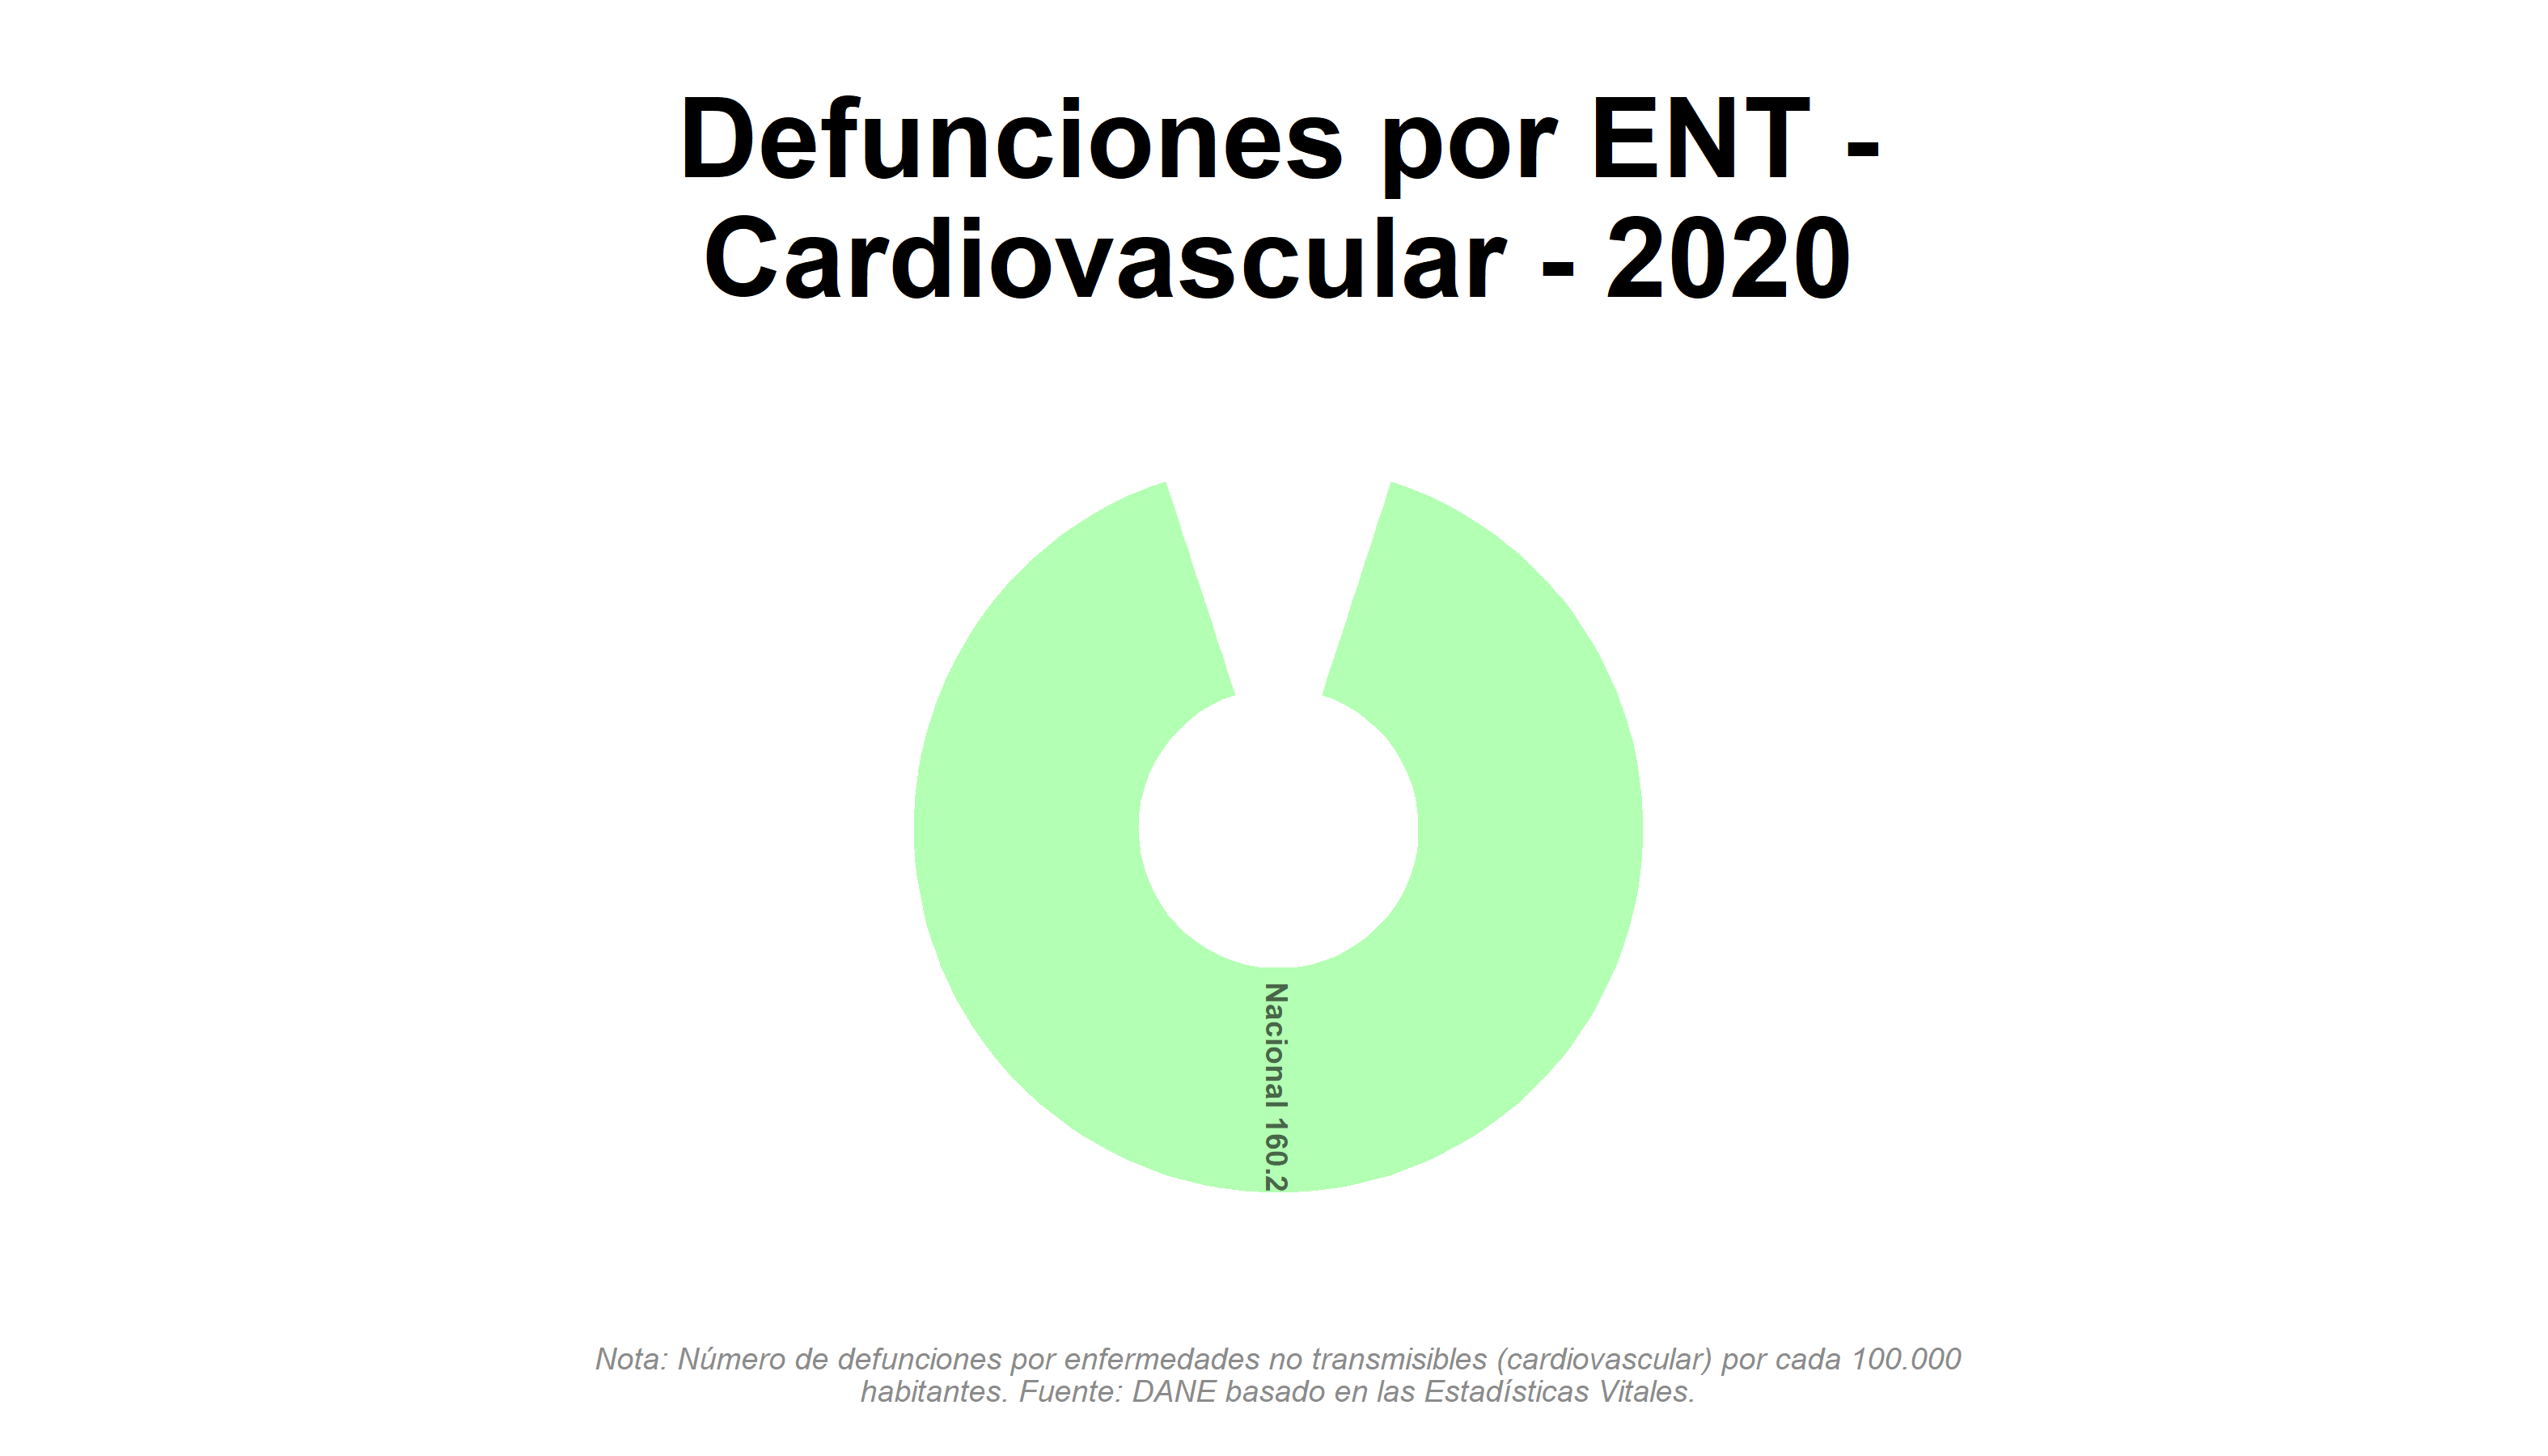 Defunciones por ENT -
Cardiovascular - 2020
Nacional 160.2
Nota: Número de defunciones por enfermedades no transmisibles (cardiovascular) por cada 100.000
habitantes. Fuente: DANE basado en las Estadísticas Vitales.